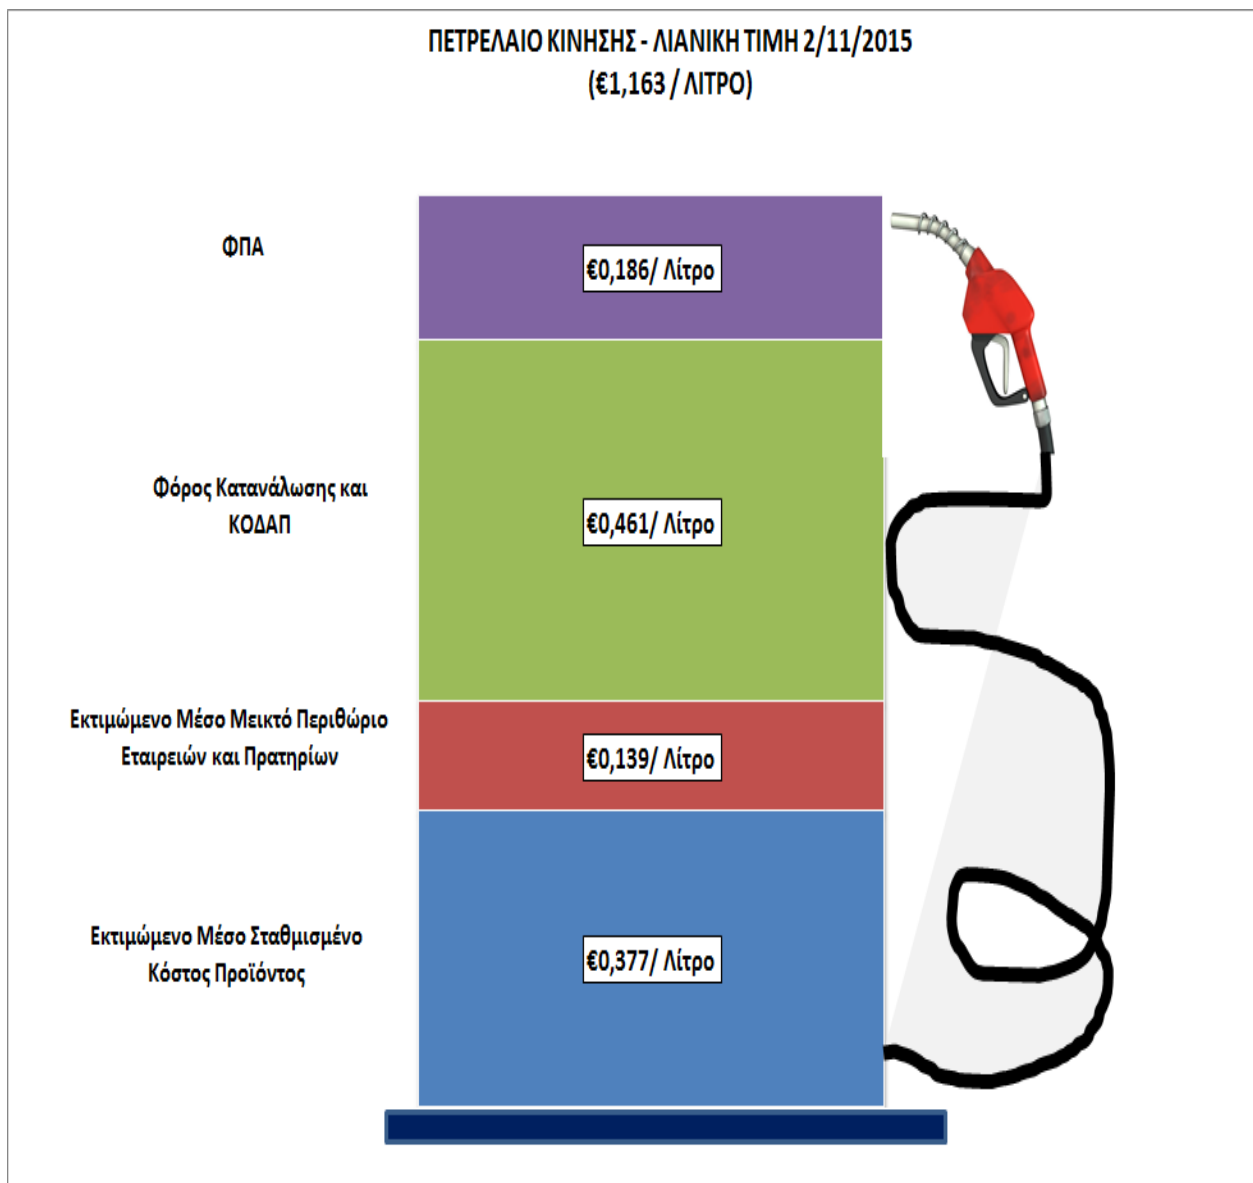 ΠΕΤΡΕΛΑΙΟ ΚΙΝΗΣΗΣ - ΛΙΑΝΙΚΗ ΤΙΜΗ 2/11/2015
(€1,163 / ΛΙΤΡΟ)
ΦΠΑ
€0,186/ Λίτρο
Φόρος Κατανάλωσης και
ΚΟΔΑΠ
€0,461/ Λίτρο
Εκτιμώμενο Μέσο Μεικτό Περιθώριο
Εταιρειών και Πρατηρίων
€0,139/ Λίτρο
Εκτιμώμενο Μέσο Σταθμισμένο
Κόστος Προϊόντος
€0,377/ Λίτρο